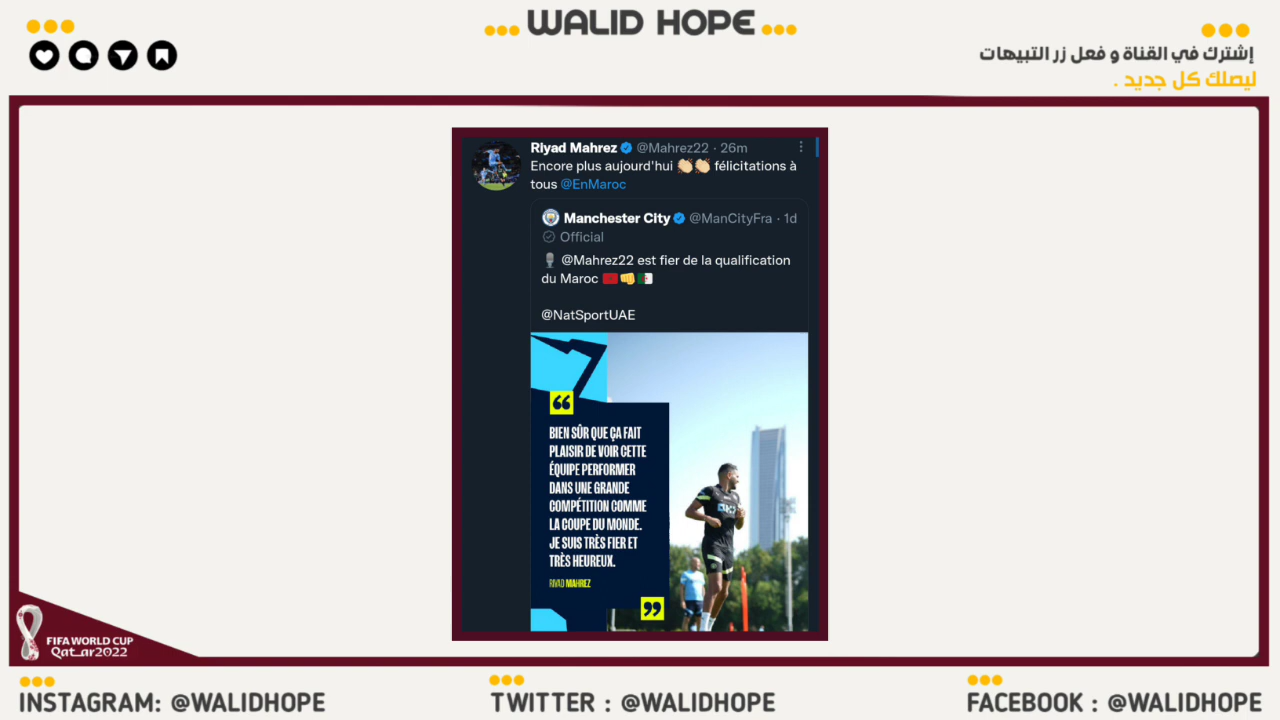 WALID HOPE
إشترك في القناة و فعل زر التبيهات
ليصلك كل جديد .
Riyad Mahrez @Mahrez22 · 26m
Encore plus aujourd'hui 👏🏼👏🏼 félicitations à
tous @EnMaroc
Manchester City @ManCityFra · 1d
Official
🎙️ @Mahrez22 est fier de la qualification
du Maroc 🇲🇦🤜🇩🇿
@NatSportUAE
“
BIEN SÛR QUE ÇA FAIT
PLAISIR DE VOIR CETTE
ÉQUIPE PERFORMER
DANS UNE GRANDE
COMPÉTITION COMME
LA COUPE DU MONDE.
JE SUIS TRÈS FIER ET
TRÈS HEUREUX.
RIYAD MAHREZ
”
FIFA WORLD CUP
Qatar2022
INSTAGRAM: @WALIDHOPE
TWITTER : @WALIDHOPE
FACEBOOK : @WALIDHOPE